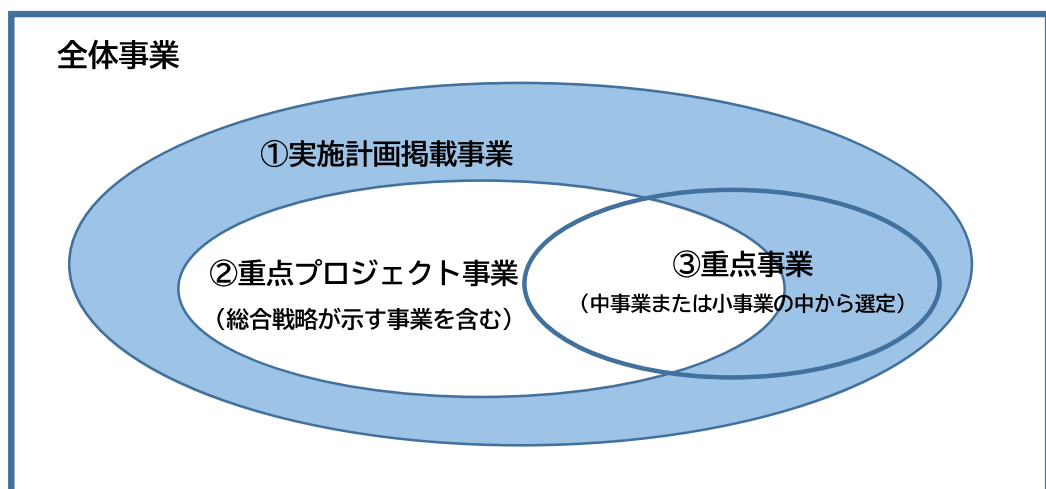 全体事業
①実施計画掲載事業
②重点プロジェクト事業
（総合戦略が示す事業を含む）
③重点事業
（中事業または小事業の中から選定）